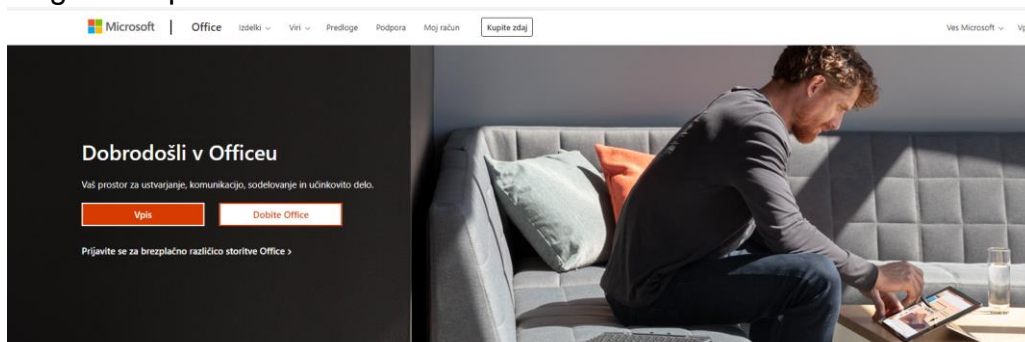 Microsoft Office Izdelki Viri Predloge Podpora Moj račun Kupite zdaj Ves Microsoft
Dobrodošli v Officeu
Vaš prostor za ustvarjanje, komunikacijo, sodelovanje in učinkovito delo.
Vpis Dobite Office
Prijavite se za brezplačno različico storitve Office >